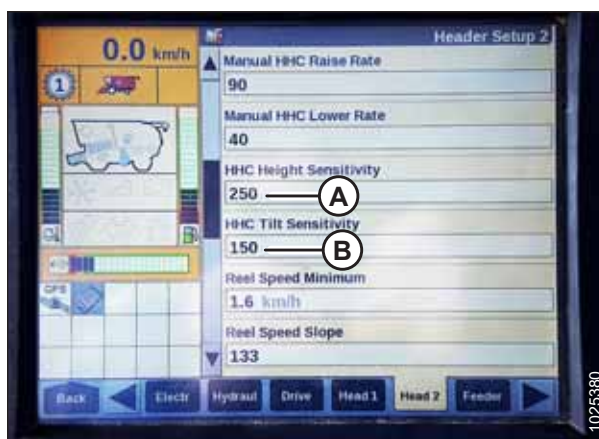 0.0 km/h
Header Setup 2
1
Manual HHC Raise Rate
90
Manual HHC Lower Rate
40
HHC Height Sensitivity
250
A
HHC Tilt Sensitivity
150
B
Reel Speed Minimum
1.6 km/h
GPS
Reel Speed Slope
133
Back
Electr
Hydraul
Drive
Head 1
Head 2
Feeder
1025380